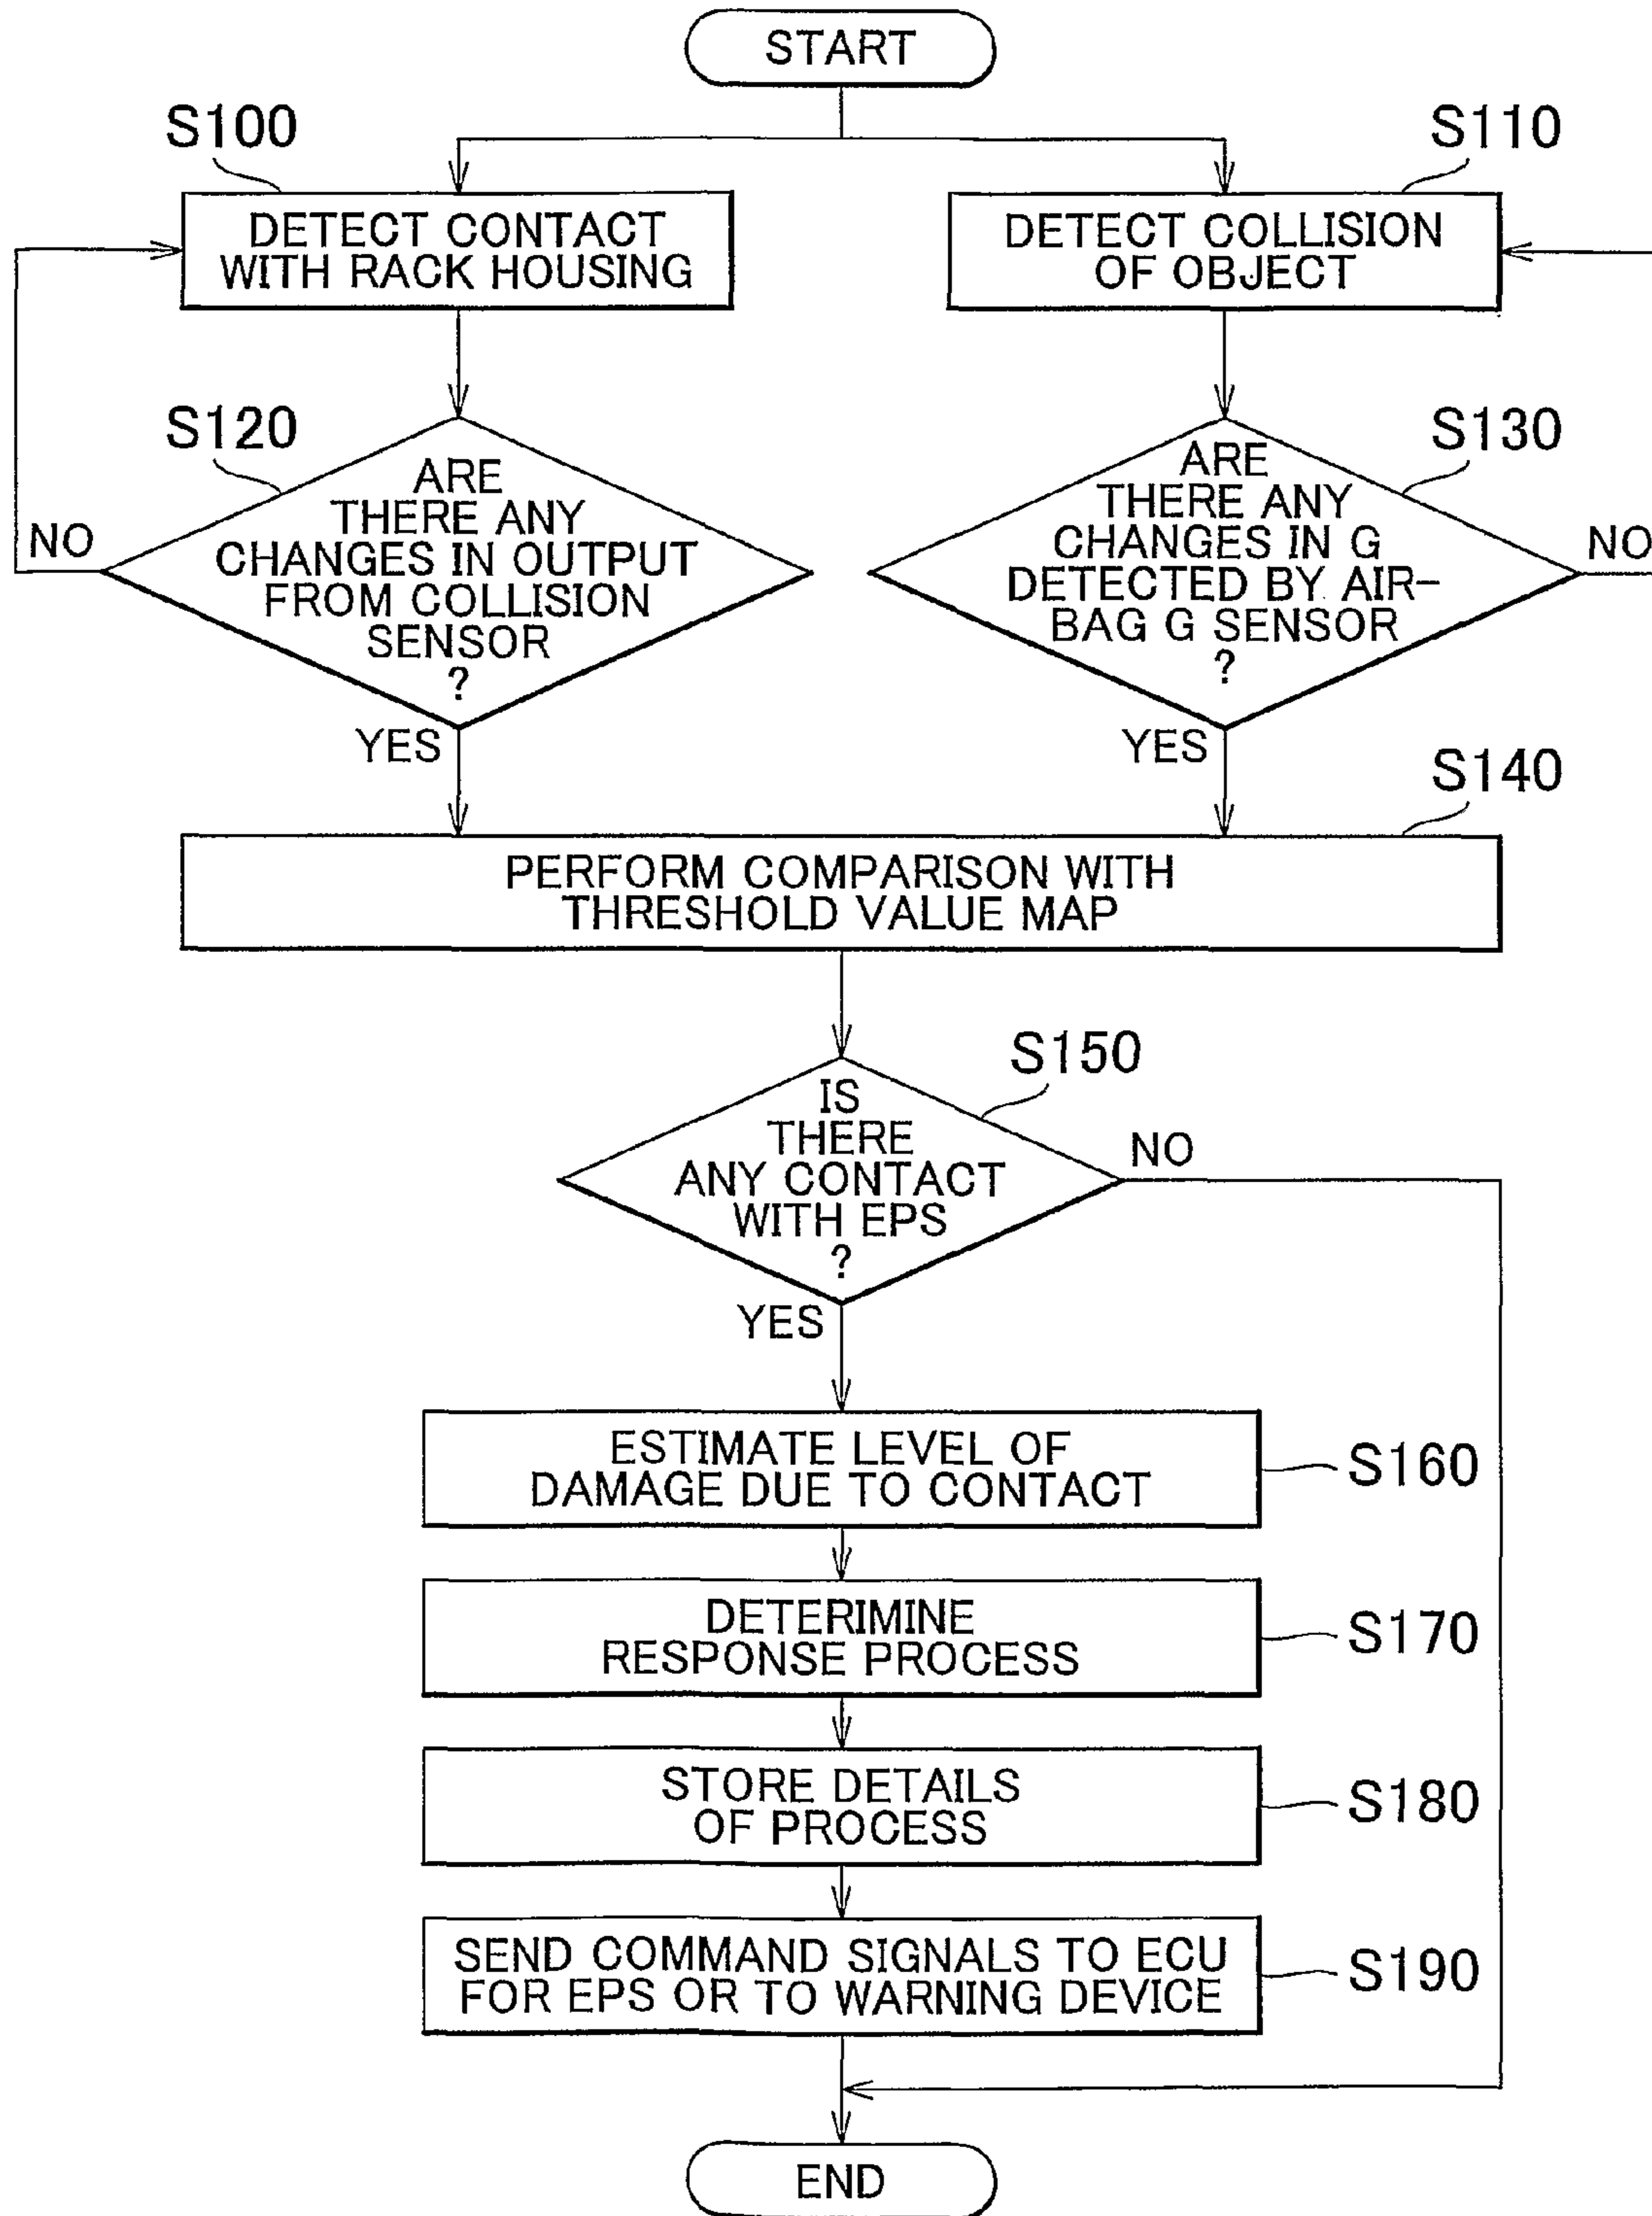 START
S100
S110
DETECT CONTACT
WITH RACK HOUSING
DETECT COLLISION
OF OBJECT
S120
S130
ARE
THERE ANY
CHANGES IN OUTPUT
FROM COLLISION
SENSOR
?
NO
YES
ARE
THERE ANY
CHANGES IN G
DETECTED BY AIR-
BAG G SENSOR
?
NO
YES
S140
PERFORM COMPARISON WITH
THRESHOLD VALUE MAP
S150
IS
THERE
ANY CONTACT
WITH EPS
?
NO
YES
ESTIMATE LEVEL OF
DAMAGE DUE TO CONTACT
S160
DETERIMINE
RESPONSE PROCESS
S170
STORE DETAILS
OF PROCESS
S180
SEND COMMAND SIGNALS TO ECU
FOR EPS OR TO WARNING DEVICE
S190
END